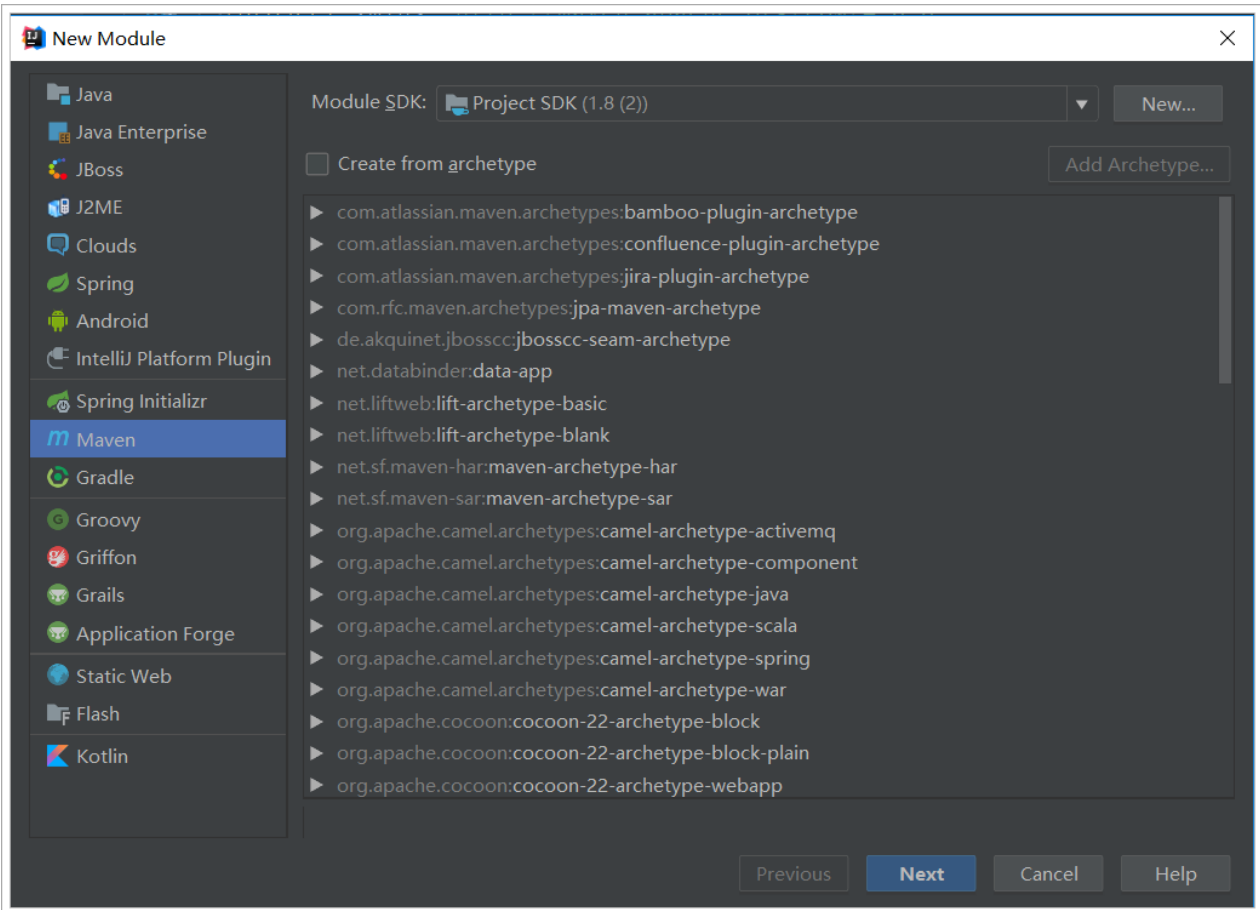 New Module
Java
Java Enterprise
JBoss
J2ME
Clouds
Spring
Android
IntelliJ Platform Plugin
Spring Initializr
Maven
Gradle
Groovy
Griffon
Grails
Application Forge
Static Web
Flash
Kotlin
Module SDK: Project SDK (1.8 (2)) New...
Create from archetype Add Archetype...
com.atlassian.maven.archetypes:bamboo-plugin-archetype
com.atlassian.maven.archetypes:confluence-plugin-archetype
com.atlassian.maven.archetypes:jira-plugin-archetype
com.rfc.maven.archetypes:jpa-maven-archetype
de.akquinet.jbosscc:jbosscc-seam-archetype
net.databinder:data-app
net.liftweb:lift-archetype-basic
net.liftweb:lift-archetype-blank
net.sf.maven-har:maven-archetype-har
net.sf.maven-sar:maven-archetype-sar
org.apache.camel.archetypes:camel-archetype-activemq
org.apache.camel.archetypes:camel-archetype-component
org.apache.camel.archetypes:camel-archetype-java
org.apache.camel.archetypes:camel-archetype-scala
org.apache.camel.archetypes:camel-archetype-spring
org.apache.camel.archetypes:camel-archetype-war
org.apache.cocoon:cocoon-22-archetype-block
org.apache.cocoon:cocoon-22-archetype-block-plain
org.apache.cocoon:cocoon-22-archetype-webapp
Previous Next Cancel Help